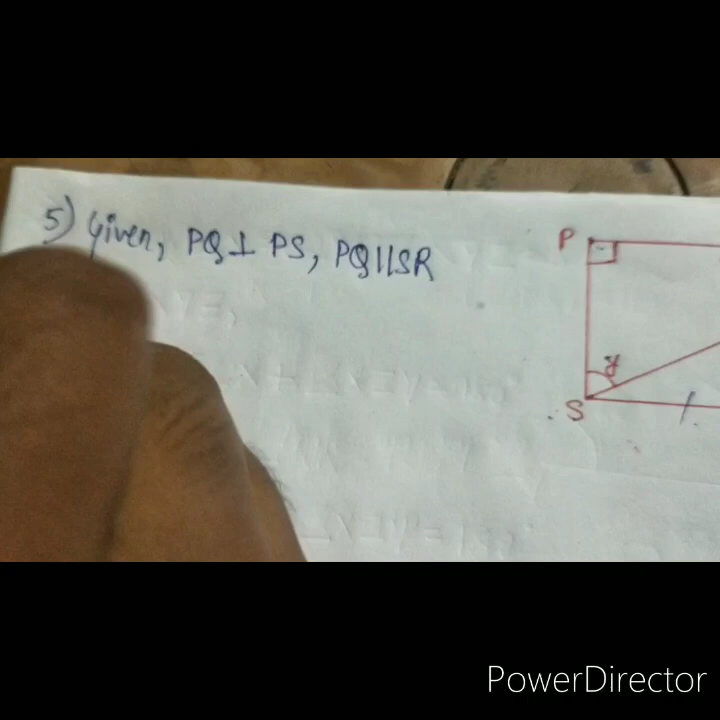 5) Given, PQ ⊥ PS, PQ||SR
P
y
S
PowerDirector